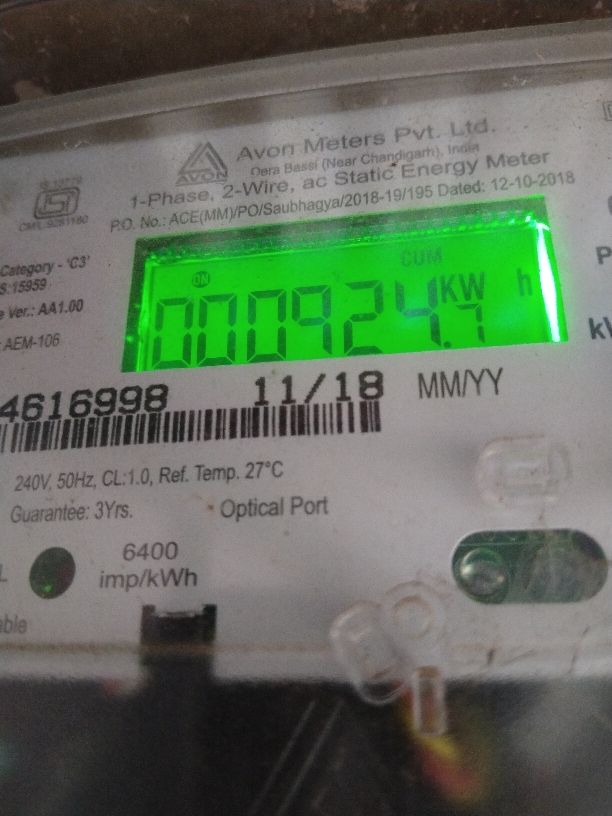 Avon Meters Pvt. Ltd.
AVON
Dera Bassi (Near Chandigarh), India
1-Phase, 2-Wire, ac Static Energy Meter
P.O. No.: ACE(MM)/PO/Saubhagya/2018-19/195 Dated: 12-10-2018
IS 13779
ISI
Category - 'C3'
S:15959
e Ver.: AA1.00
: AEM-106
ON
CUM
000924.7 KW h
4616998 11/18 MM/YY
240V, 50Hz, CL:1.0, Ref. Temp. 27°C
Guarantee: 3Yrs. Optical Port
6400
imp/kWh